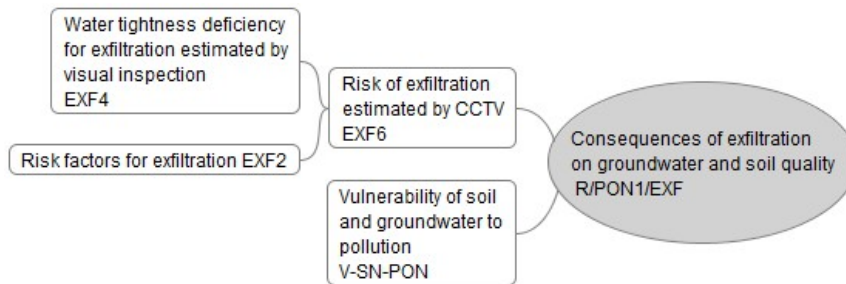 Water tightness deficiency
for exfiltration estimated by
visual inspection
EXF4
Risk factors for exfiltration EXF2
Risk of exfiltration
estimated by CCTV
EXF6
Vulnerability of soil
and groundwater to
pollution
V-SN-PON
Consequences of exfiltration
on groundwater and soil quality
R/PON1/EXF